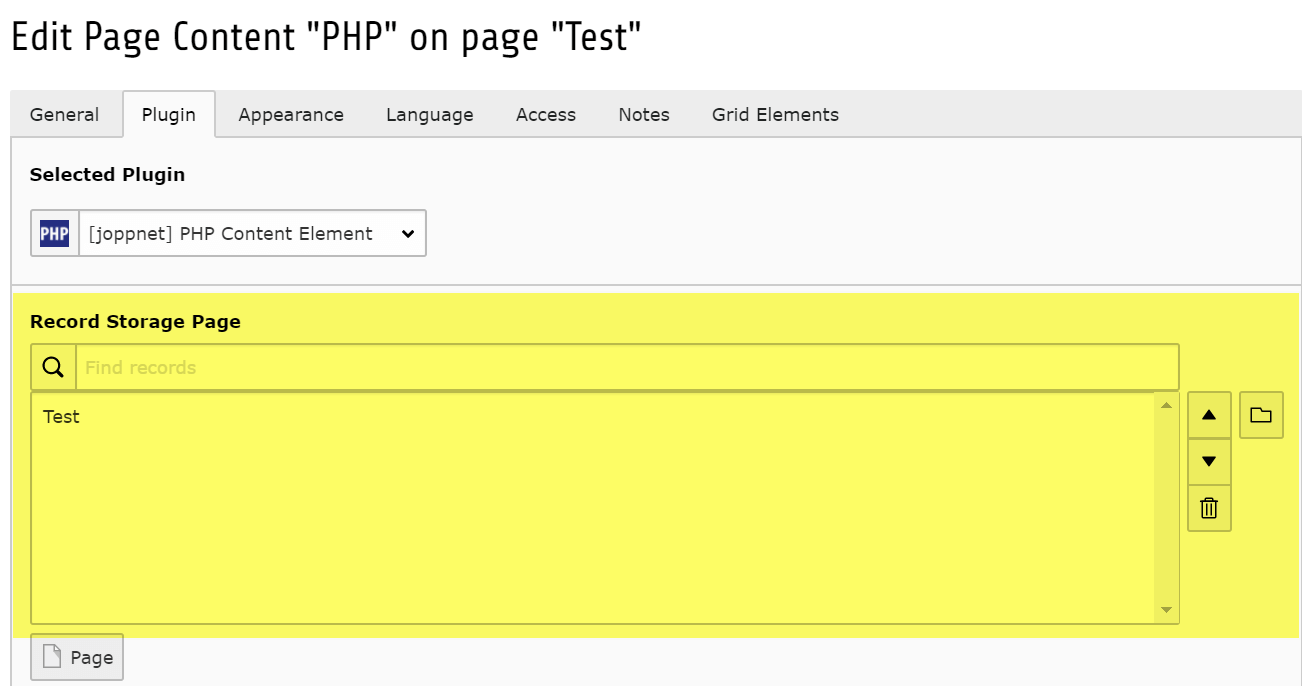 Edit Page Content "PHP" on page "Test"
General Plugin Appearance Language Access Notes Grid Elements
Selected Plugin
PHP [joppnet] PHP Content Element
Record Storage Page
Find records
Test
Page